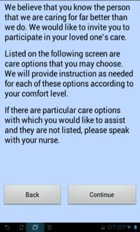 We believe that you know the person
that we are caring for far better than
we do. We would like to invite you to
participate in your loved one's care.
Listed on the following screen are
care options that you may choose.
We will provide instruction as needed
for each of these options according to
your comfort level.
If there are particular care options
with which you would like to assist
and they are not listed, please speak
with your nurse.
Back
Continue